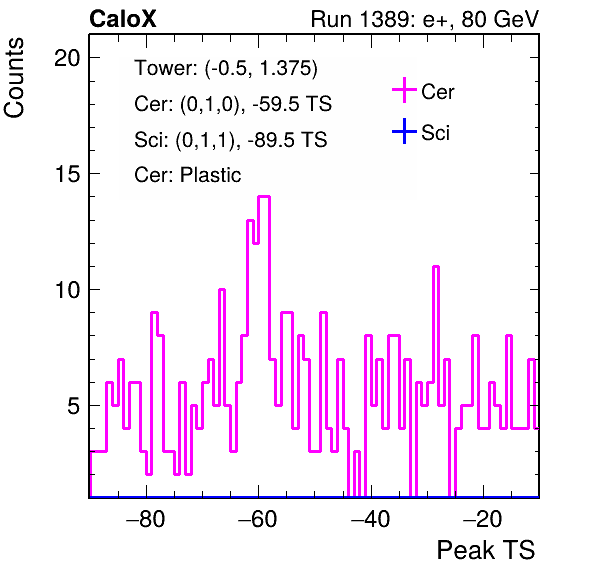 CaloX Run 1389: e+, 80 GeV
Counts
20
15
10
5
Tower: (-0.5, 1.375)
Cer: (0,1,0), -59.5 TS
Sci: (0,1,1), -89.5 TS
Cer: Plastic
Cer
Sci
−80 −60 −40 −20
Peak TS